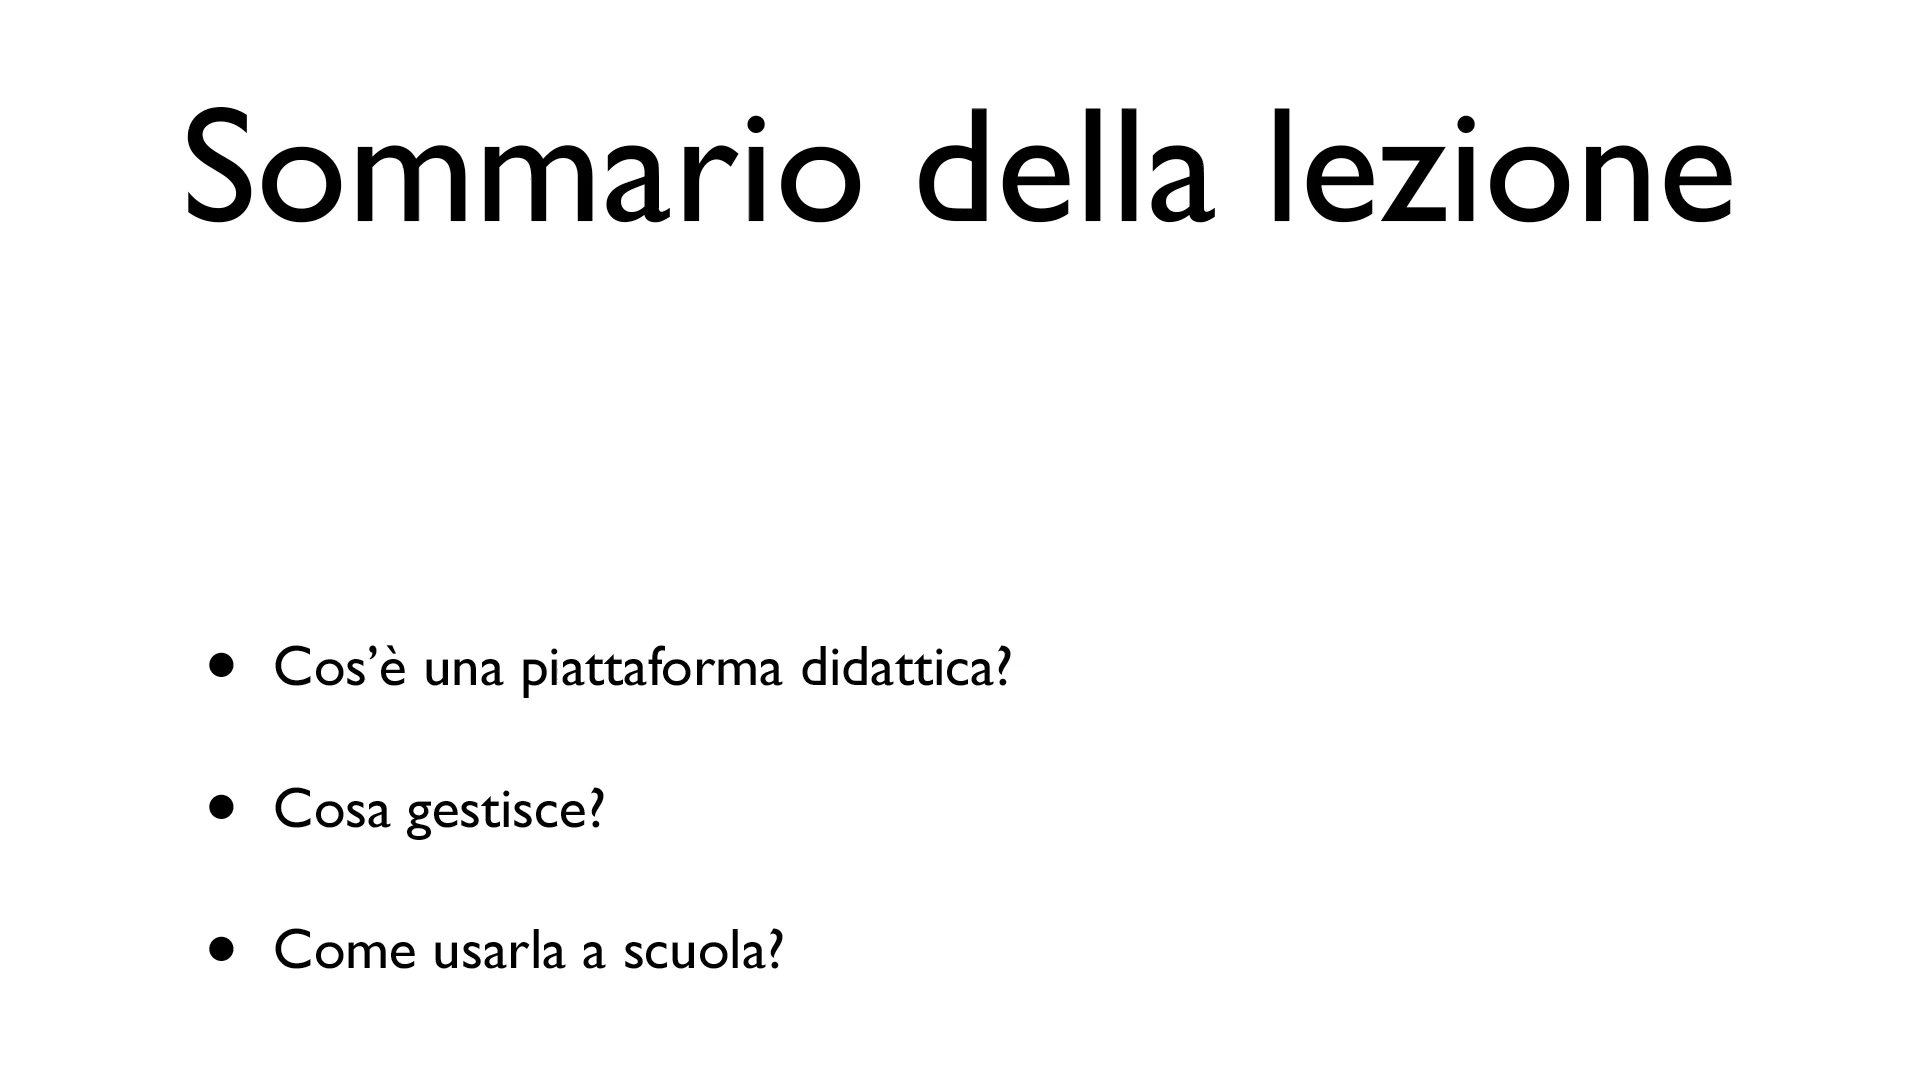 Sommario della lezione
• Cos’è una piattaforma didattica?
• Cosa gestisce?
• Come usarla a scuola?